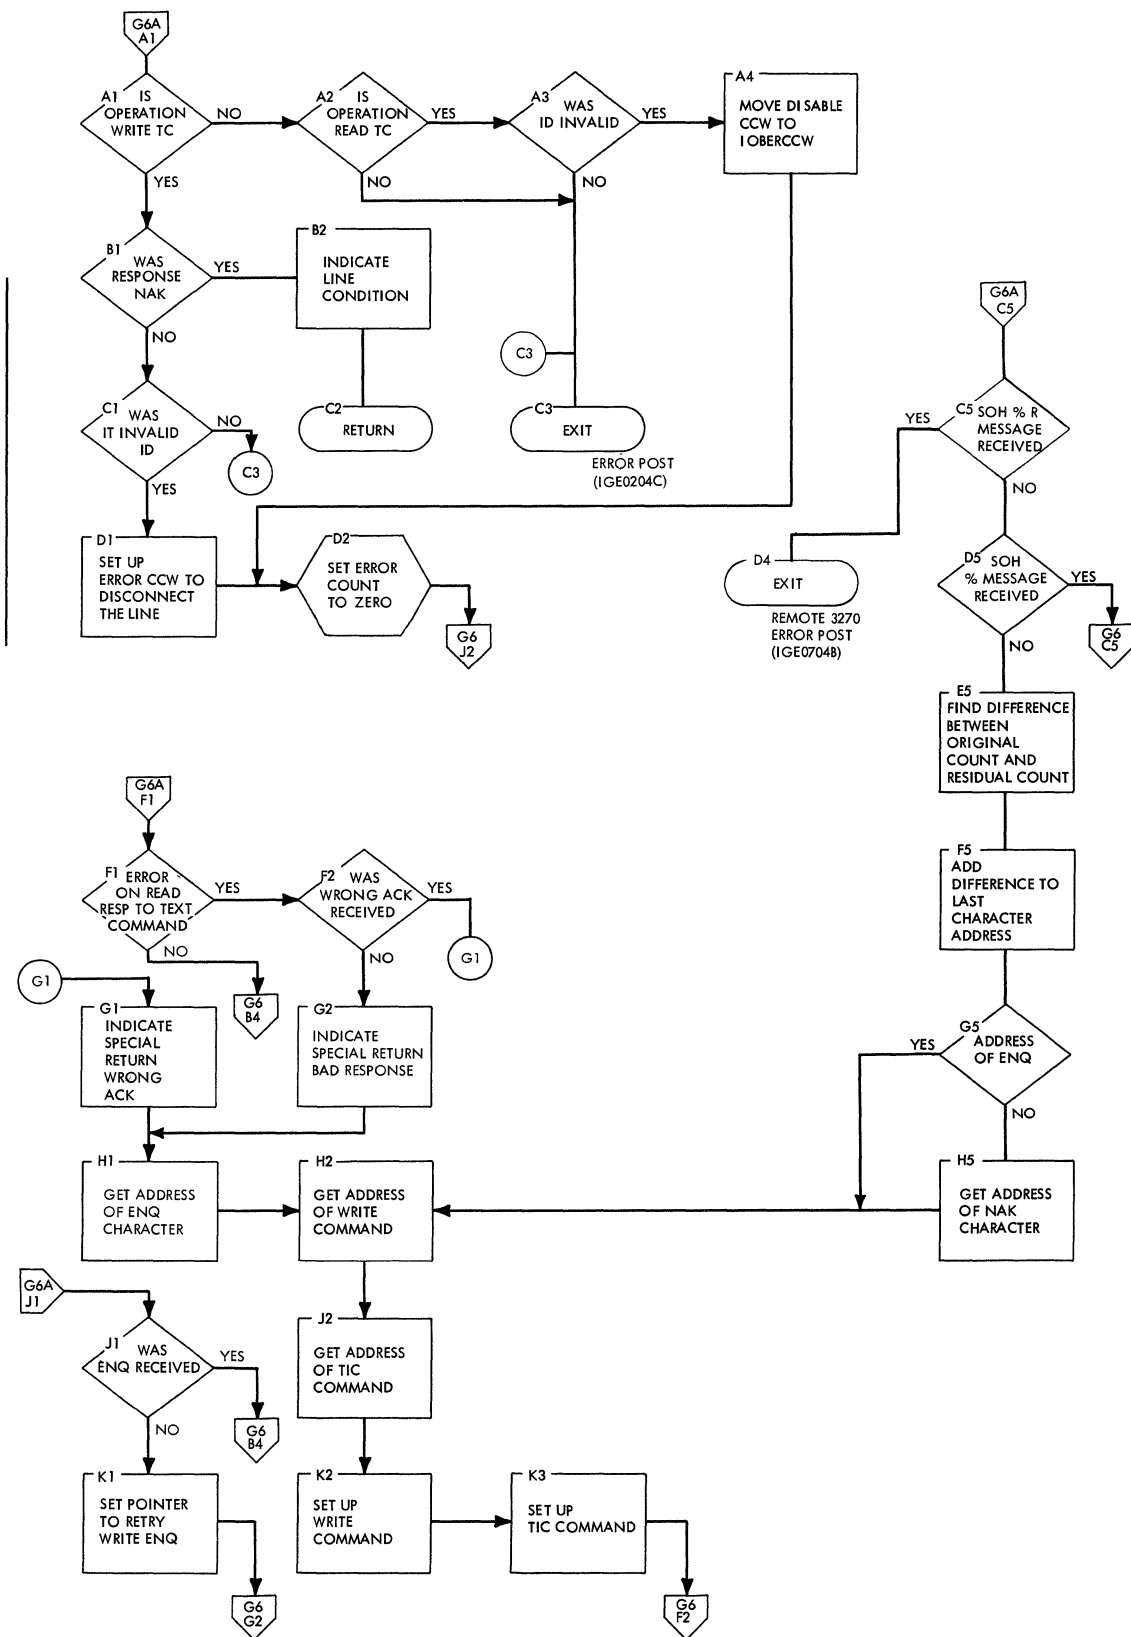 G6A
A1
A1 IS
OPERATION
WRITE TC
NO
YES
A2 IS
OPERATION
READ TC
YES
NO
A3 WAS
ID INVALID
YES
NO
A4
MOVE DISABLE
CCW TO
IOBERCCW
B1 WAS
RESPONSE
NAK
YES
NO
B2
INDICATE
LINE
CONDITION
C3
C1 WAS
IT INVALID
ID
NO
C3
YES
C2
RETURN
C3
EXIT
ERROR POST
(IGE0204C)
D1
SET UP
ERROR CCW TO
DISCONNECT
THE LINE
D2
SET ERROR
COUNT
TO ZERO
G6
J2
G6A
C5
C5 SOH % R
MESSAGE
RECEIVED
YES
NO
D4
EXIT
REMOTE 3270
ERROR POST
(IGE0704B)
D5 SOH
% MESSAGE
RECEIVED
YES
G6
C5
NO
E5
FIND DIFFERENCE
BETWEEN
ORIGINAL
COUNT AND
RESIDUAL COUNT
F5
ADD
DIFFERENCE TO
LAST
CHARACTER
ADDRESS
G5
ADDRESS
OF ENQ
YES
NO
H5
GET ADDRESS
OF NAK
CHARACTER
G6A
F1
F1 ERROR
ON READ
RESP TO TEXT
COMMAND
YES
NO
G6
B4
F2 WAS
WRONG ACK
RECEIVED
YES
G1
NO
G1
G1
INDICATE
SPECIAL
RETURN
WRONG
ACK
G2
INDICATE
SPECIAL RETURN
BAD RESPONSE
H1
GET ADDRESS
OF ENQ
CHARACTER
H2
GET ADDRESS
OF WRITE
COMMAND
G6A
J1
J1 WAS
ENQ RECEIVED
YES
G6
B4
NO
J2
GET ADDRESS
OF TIC
COMMAND
K1
SET POINTER
TO RETRY
WRITE ENQ
G6
G2
K2
SET UP
WRITE
COMMAND
K3
SET UP
TIC COMMAND
G6
F2